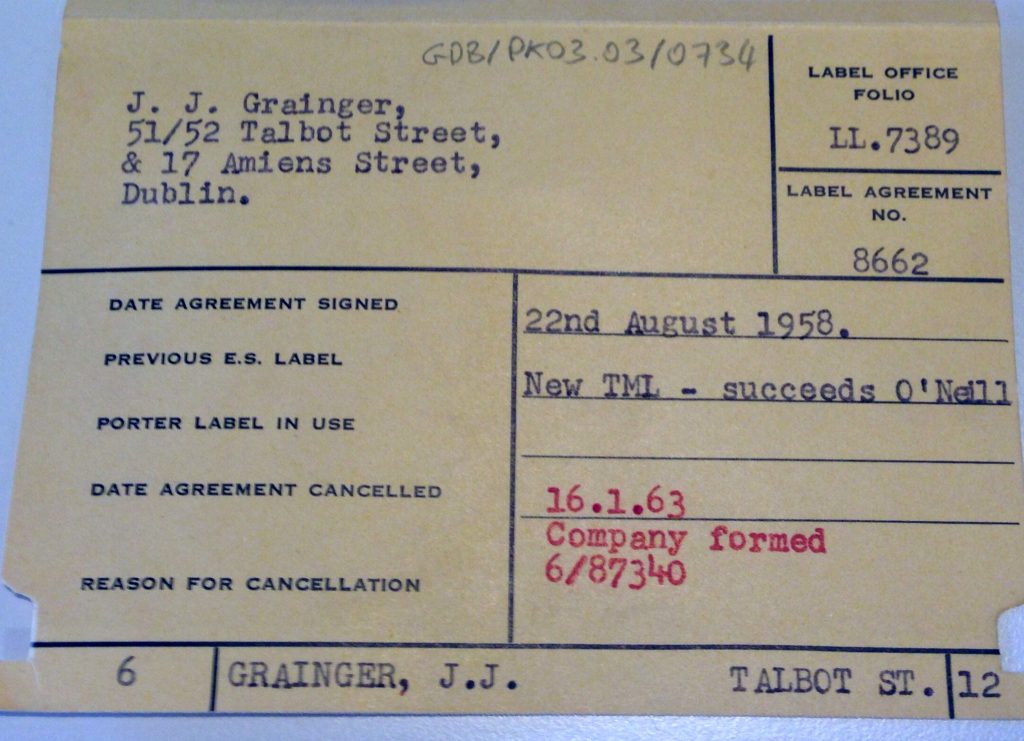 GDB/PK03.03/0734
J. J. Grainger,
51/52 Talbot Street,
& 17 Amiens Street,
Dublin.
LABEL OFFICE
FOLIO
LL.7389
LABEL AGREEMENT
NO.
8662
DATE AGREEMENT SIGNED
22nd August 1958.
PREVIOUS E.S. LABEL
New TML - succeeds O'Neill
PORTER LABEL IN USE
DATE AGREEMENT CANCELLED
16.1.63
Company formed
6/87340
REASON FOR CANCELLATION
6
GRAINGER, J.J.
TALBOT ST.
12